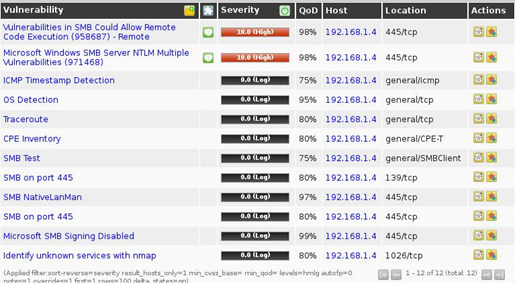 Vulnerability Severity QoD Host Location Actions
Vulnerabilities in SMB Could Allow Remote
Code Execution (958687) - Remote 10.0 (High) 98% 192.168.1.4 445/tcp
Microsoft Windows SMB Server NTLM Multiple
Vulnerabilities (971468) 10.0 (High) 98% 192.168.1.4 445/tcp
ICMP Timestamp Detection 0.0 (Log) 75% 192.168.1.4 general/icmp
OS Detection 0.0 (Log) 95% 192.168.1.4 general/tcp
Traceroute 0.0 (Log) 80% 192.168.1.4 general/tcp
CPE Inventory 0.0 (Log) 80% 192.168.1.4 general/CPE-T
SMB Test 0.0 (Log) 75% 192.168.1.4 general/SMBClient
SMB on port 445 0.0 (Log) 80% 192.168.1.4 139/tcp
SMB NativeLanMan 0.0 (Log) 97% 192.168.1.4 445/tcp
SMB on port 445 0.0 (Log) 80% 192.168.1.4 445/tcp
Microsoft SMB Signing Disabled 0.0 (Log) 99% 192.168.1.4 445/tcp
Identify unknown services with nmap 0.0 (Log) 80% 192.168.1.4 1026/tcp
(Applied filter:sort-reverse=severity result_hosts_only=1 min_cvss_base= min_qod= levels=hmlg autofp=0 1 - 12 of 12 (total: 12)
notes=1 overrides=1 first=1 rows=100 delta_states=gn)